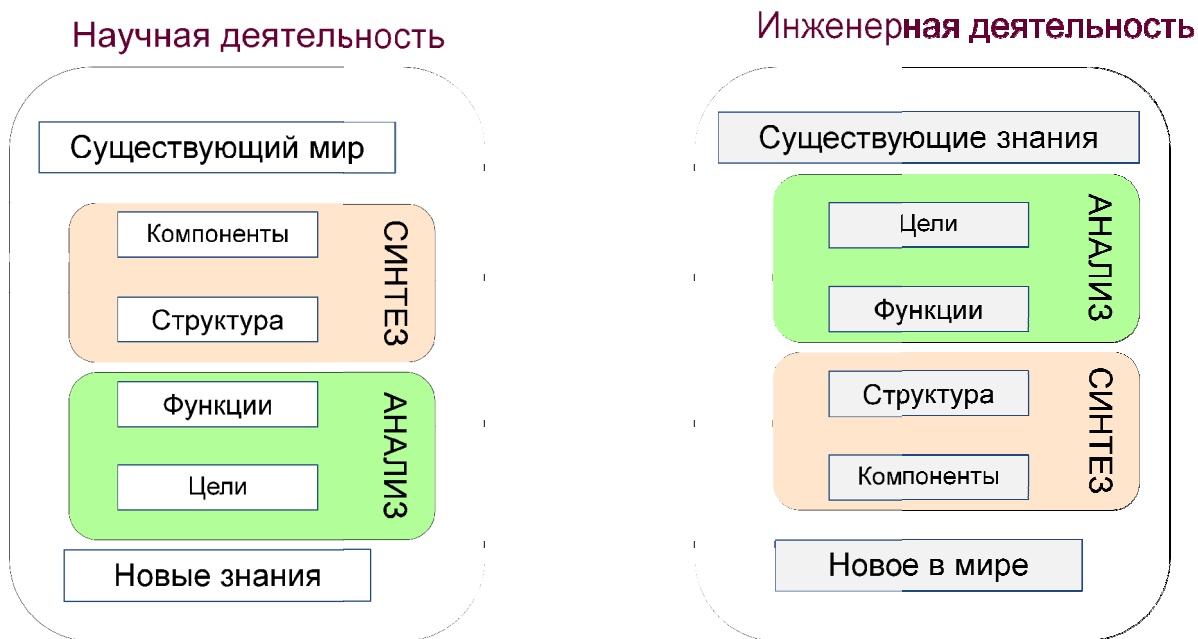 Научная деятельность
Существующий мир
Компоненты
Структура
СИНТЕЗ
Функции
Цели
АНАЛИЗ
Новые знания
Инженерная деятельность
Существующие знания
Цели
Функции
АНАЛИЗ
Структура
Компоненты
СИНТЕЗ
Новое в мире